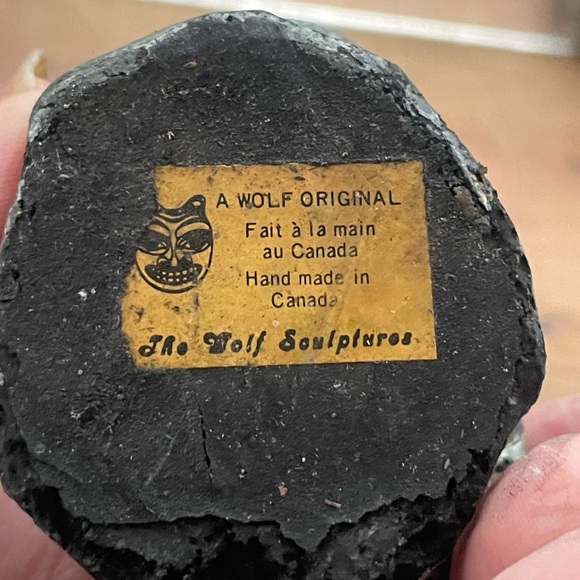 A WOLF ORIGINAL
Fait à la main
au Canada
Hand made in
Canada
The Wolf Sculptures